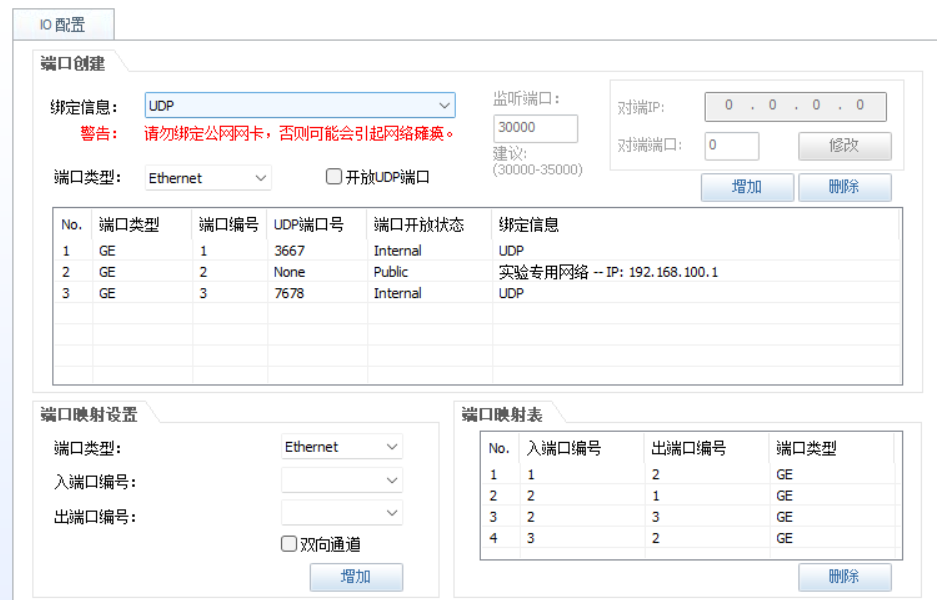 IO 配置
端口创建
绑定信息： UDP
警告： 请勿绑定公网网卡，否则可能会引起网络瘫痪。
端口类型： Ethernet 开放UDP端口
监听端口：
30000
建议:
(30000-35000)
对端IP: 0 . 0 . 0 . 0
对端端口: 0 修改
增加 删除
No. 端口类型 端口编号 UDP端口号 端口开放状态 绑定信息
1 GE 1 3667 Internal UDP
2 GE 2 None Public 实验专用网络 -- IP: 192.168.100.1
3 GE 3 7678 Internal UDP
端口映射设置
端口类型: Ethernet
入端口编号:
出端口编号:
双向通道
增加
端口映射表
No. 入端口编号 出端口编号 端口类型
1 1 2 GE
2 2 1 GE
3 2 3 GE
4 3 2 GE
删除